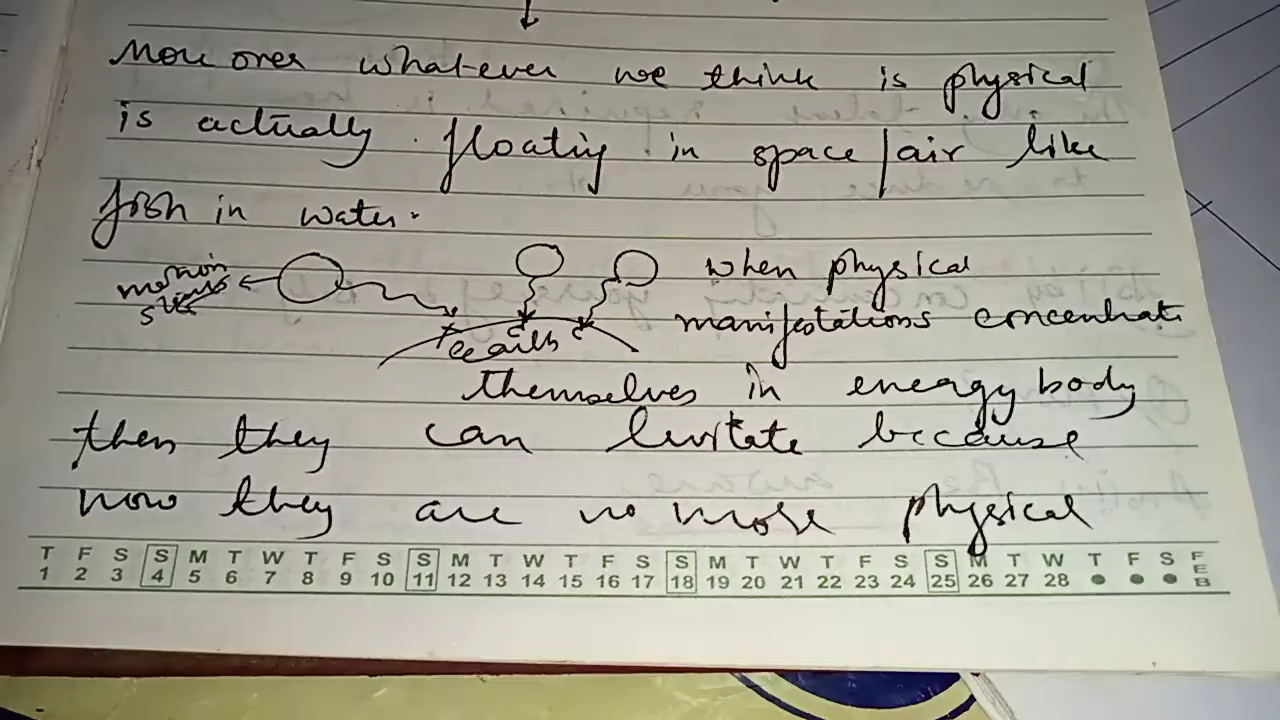 More over whatever we think is physical
is actually floating in space/air like
fish in water.
when physical
earth
manifestations concentrate
themselves in energy body
then they can levitate because
now they are no more physical
T F S S M T W T F S S M T W T F S S M T W T F S S M T W T F S FEB
1 2 3 4 5 6 7 8 9 10 11 12 13 14 15 16 17 18 19 20 21 22 23 24 25 26 27 28 ● ● ●